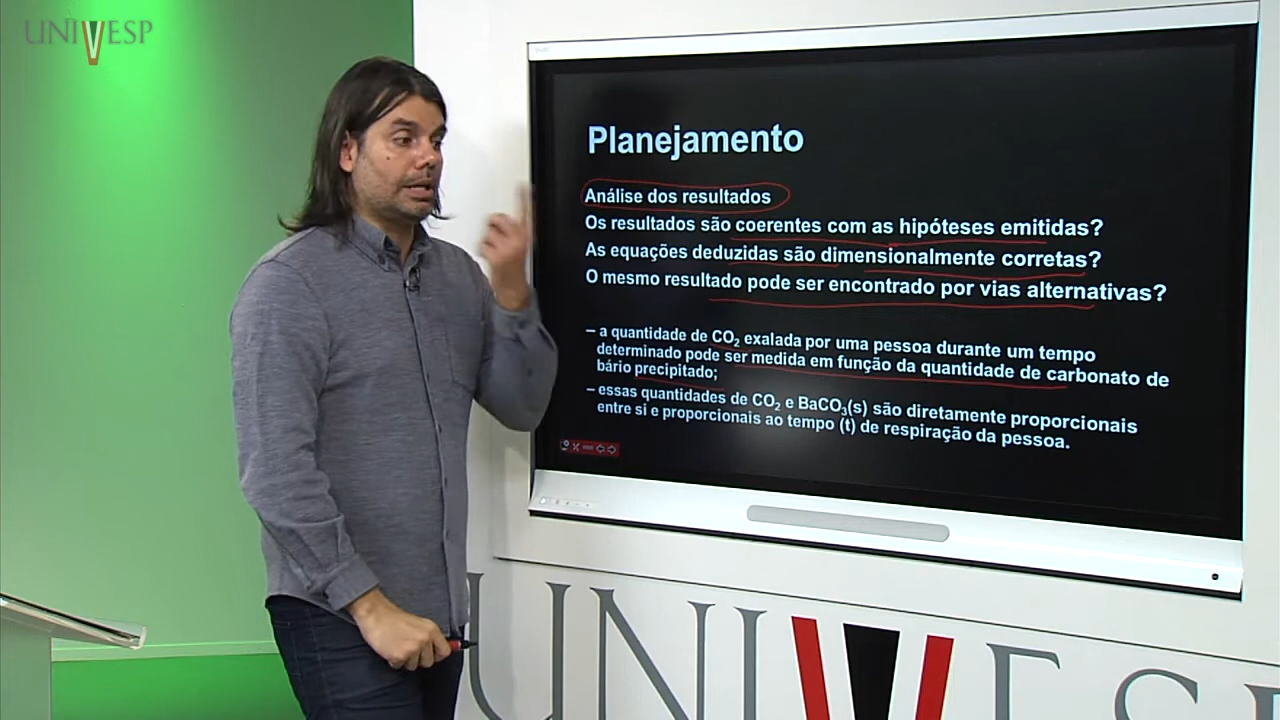 UNIVESP
Planejamento
Análise dos resultados
Os resultados são coerentes com as hipóteses emitidas?
As equações deduzidas são dimensionalmente corretas?
O mesmo resultado pode ser encontrado por vias alternativas?
– a quantidade de CO₂ exalada por uma pessoa durante um tempo
determinado pode ser medida em função da quantidade de carbonato de
bário precipitado;
– essas quantidades de CO₂ e BaCO₃(s) são diretamente proporcionais
entre si e proporcionais ao tempo (t) de respiração da pessoa.
UNIVES